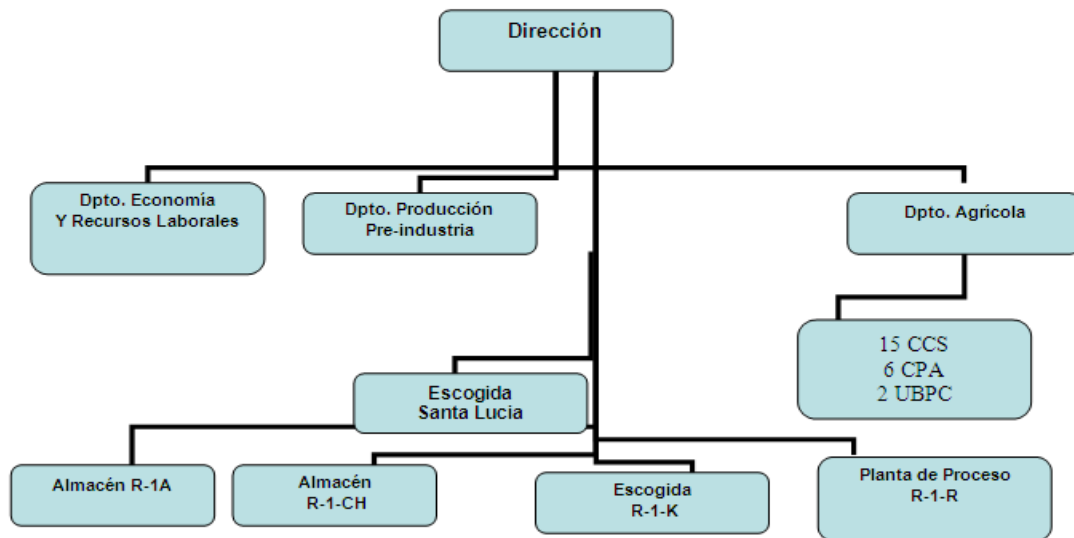 Dirección
Dpto. Economía
Y Recursos Laborales
Dpto. Producción
Pre-industria
Dpto. Agrícola
15 CCS
6 CPA
2 UBPC
Escogida
Santa Lucia
Almacén R-1A
Almacén
R-1-CH
Escogida
R-1-K
Planta de Proceso
R-1-R